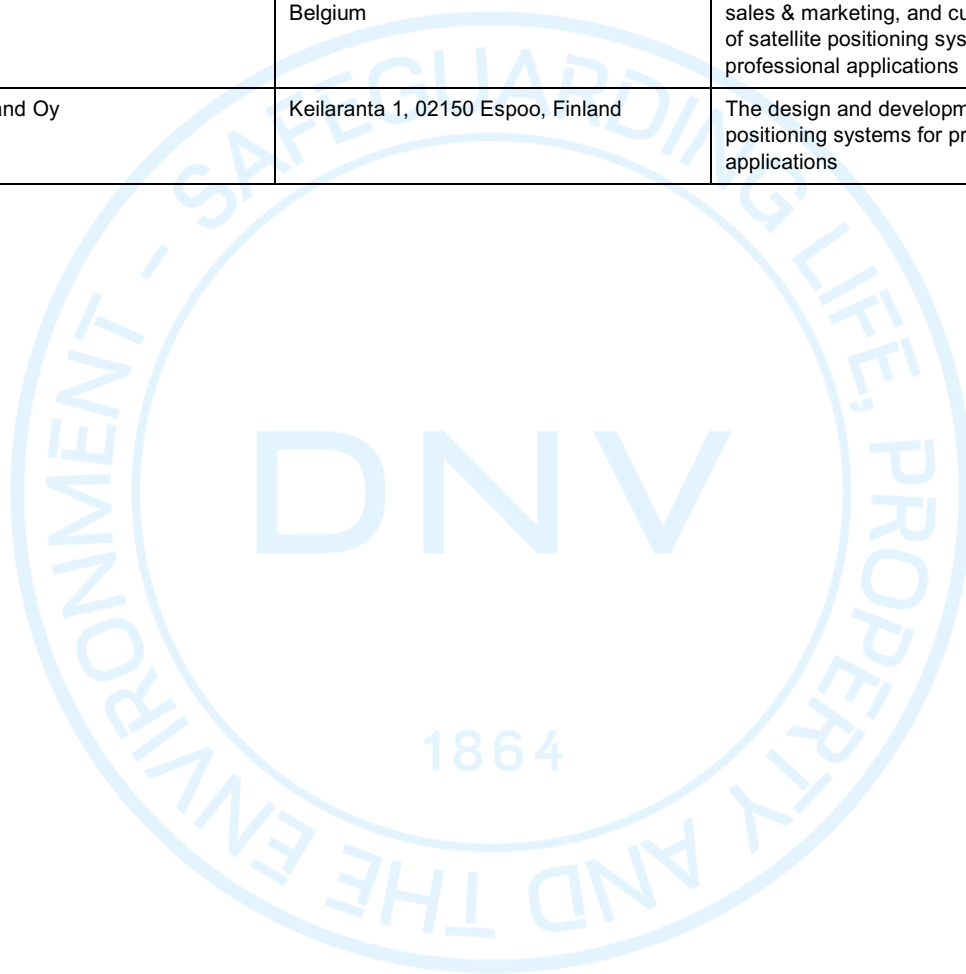 Belgium
sales & marketing, and cu
of satellite positioning sys
professional applications
nd Oy
Keilaranta 1, 02150 Espoo, Finland
The design and developm
positioning systems for pr
applications
SAFEGUARDING LIFE, PROPERTY AND THE ENVIRONMENT -
DNV
1864